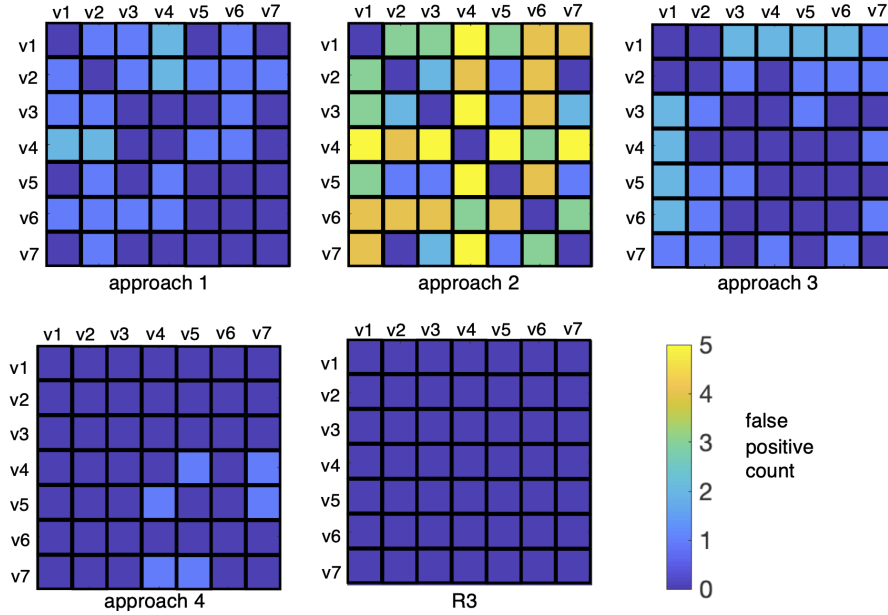 v1 v2 v3 v4 v5 v6 v7
v1
v2
v3
v4
v5
v6
v7
approach 1
v1 v2 v3 v4 v5 v6 v7
v1
v2
v3
v4
v5
v6
v7
approach 2
v1 v2 v3 v4 v5 v6 v7
v1
v2
v3
v4
v5
v6
v7
approach 3
v1 v2 v3 v4 v5 v6 v7
v1
v2
v3
v4
v5
v6
v7
approach 4
v1 v2 v3 v4 v5 v6 v7
v1
v2
v3
v4
v5
v6
v7
R3
5
4
3
2
1
0
false
positive
count